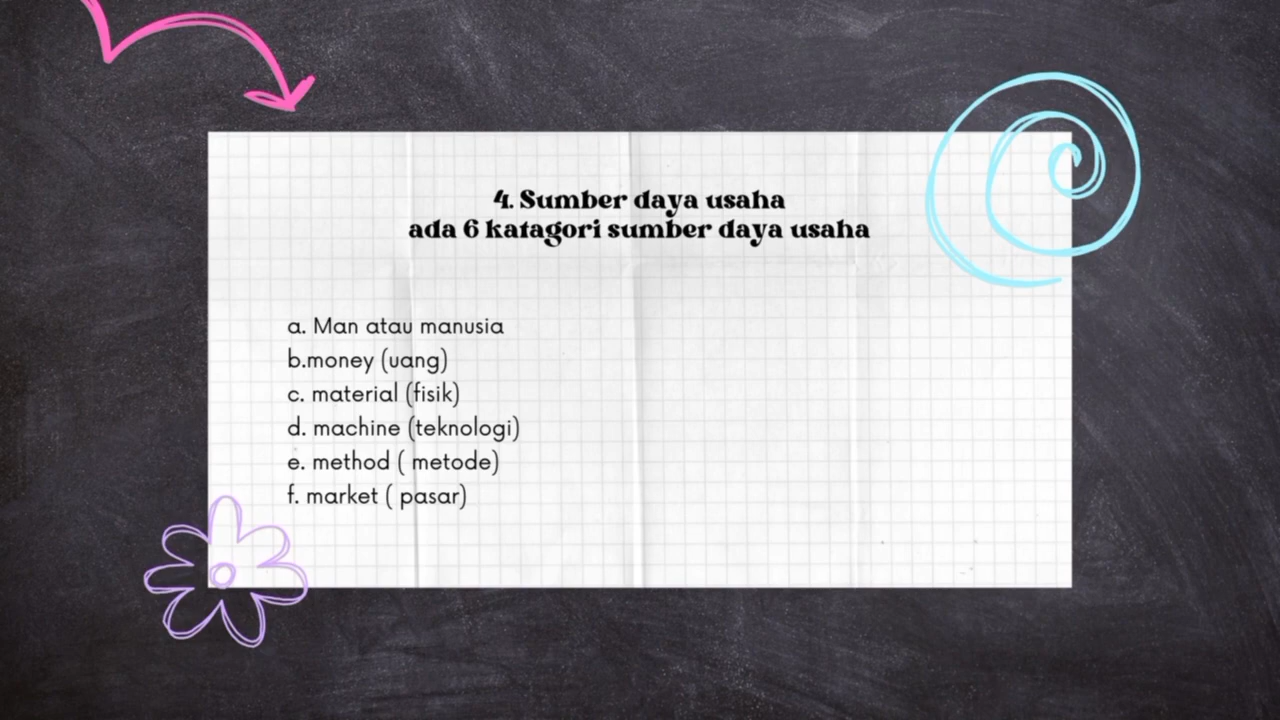 4. Sumber daya usaha
ada 6 katagori sumber daya usaha
a. Man atau manusia
b.money (uang)
c. material (fisik)
d. machine (teknologi)
e. method ( metode)
f. market ( pasar)